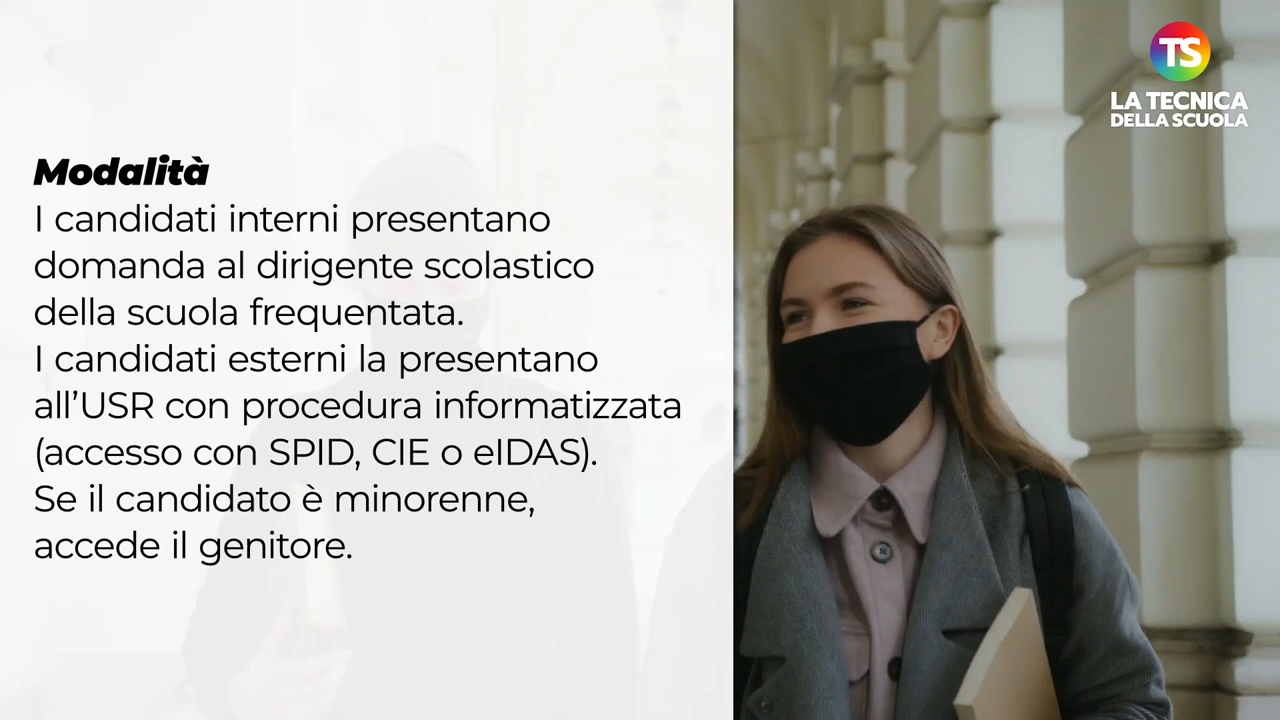 Modalità
I candidati interni presentano
domanda al dirigente scolastico
della scuola frequentata.
I candidati esterni la presentano
all’USR con procedura informatizzata
(accesso con SPID, CIE o eIDAS).
Se il candidato è minorenne,
accede il genitore.
TS
LA TECNICA
DELLA SCUOLA